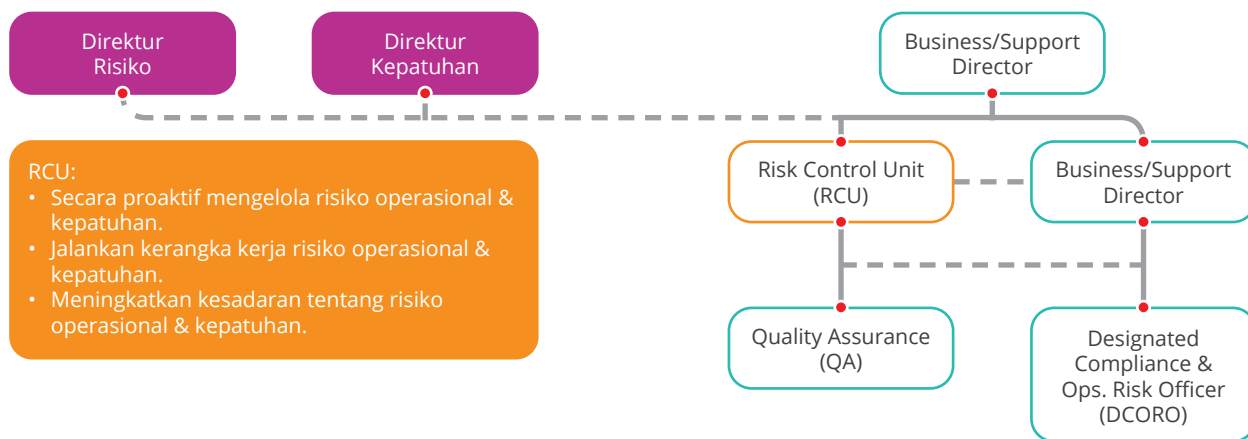 Direktur
Risiko
Direktur
Kepatuhan
Business/Support
Director
RCU:
• Secara proaktif mengelola risiko operasional &
kepatuhan.
• Jalankan kerangka kerja risiko operasional &
kepatuhan.
• Meningkatkan kesadaran tentang risiko
operasional & kepatuhan.
Risk Control Unit
(RCU)
Business/Support
Director
Quality Assurance
(QA)
Designated
Compliance &
Ops. Risk Officer
(DCORO)